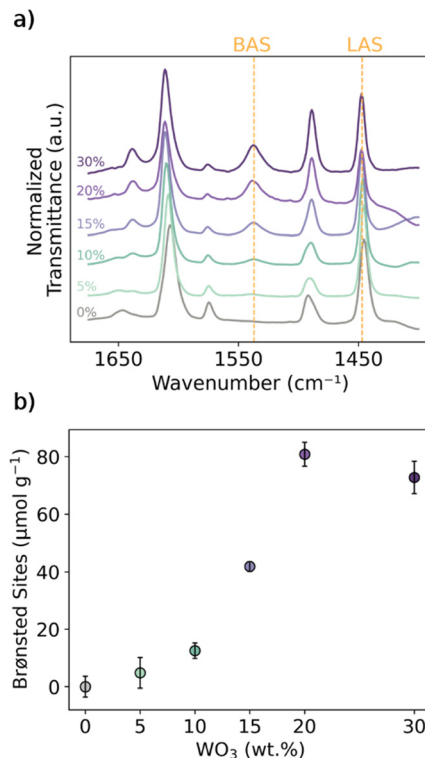 a)
BAS LAS
Normalized
Transmittance (a.u.)
30%
20%
15%
10%
5%
0%
1650 1550 1450
Wavenumber (cm⁻¹)
b)
Brønsted Sites (μmol g⁻¹)
80
60
40
20
0
0 5 10 15 20 30
WO₃ (wt.%)